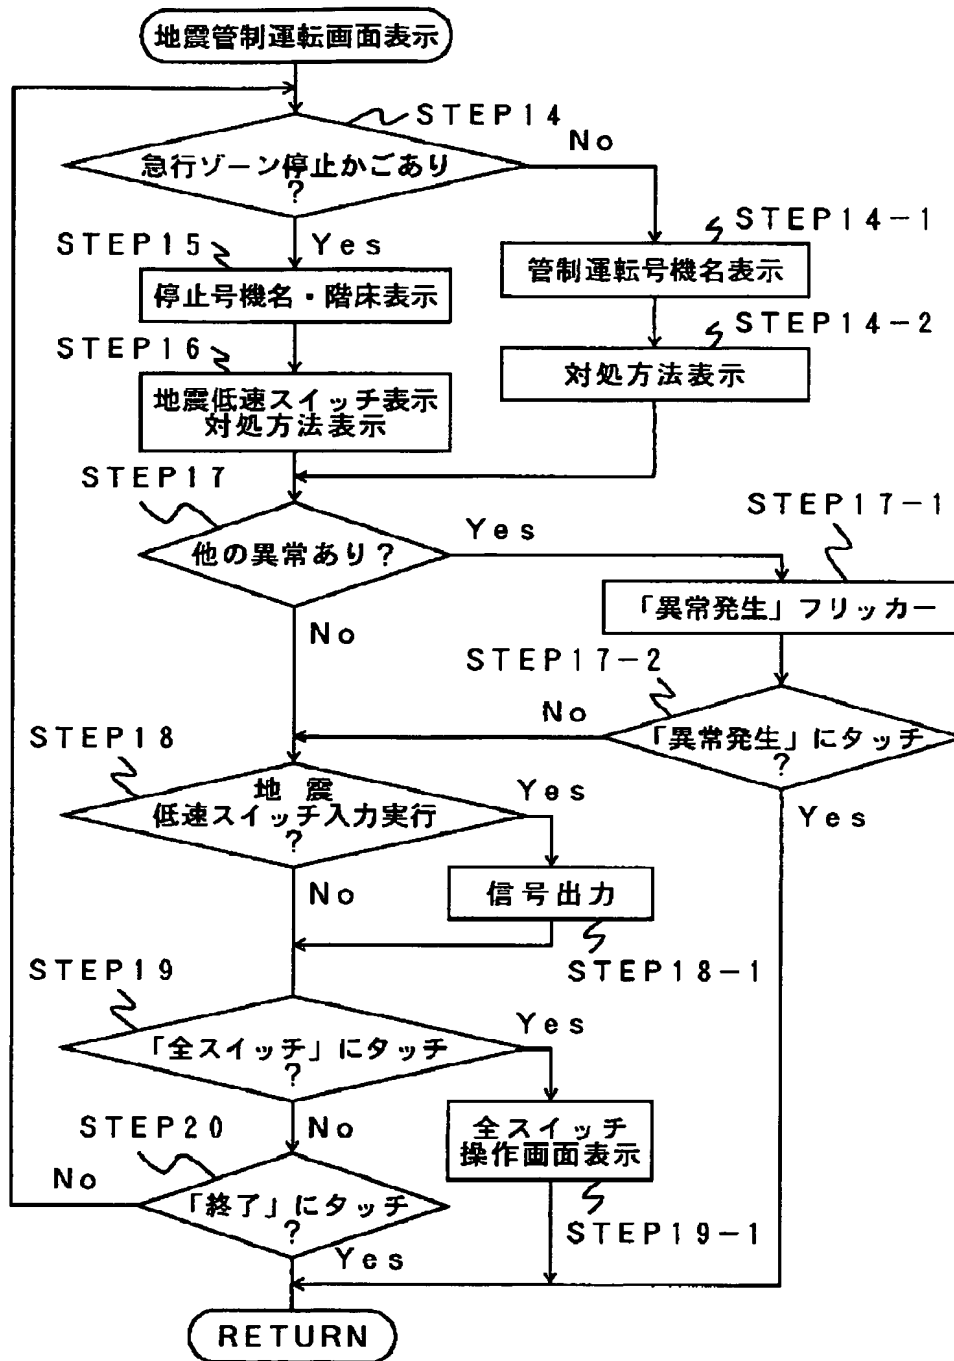 地震管制運転画面表示
STEP14
急行ゾーン停止かごあり
?
No
Yes
STEP14-1
管制運転号機名表示
STEP15
停止号機名・階床表示
STEP14-2
対処方法表示
STEP16
地震低速スイッチ表示
対処方法表示
STEP17
他の異常あり?
Yes
No
STEP17-1
「異常発生」フリッカー
STEP17-2
「異常発生」にタッチ
?
No
Yes
STEP18
地 震
低速スイッチ入力実行
?
Yes
No
信号出力
STEP18-1
STEP19
「全スイッチ」にタッチ
?
Yes
No
全スイッチ
操作画面表示
STEP19-1
STEP20
「終了」にタッチ
?
No
Yes
RETURN